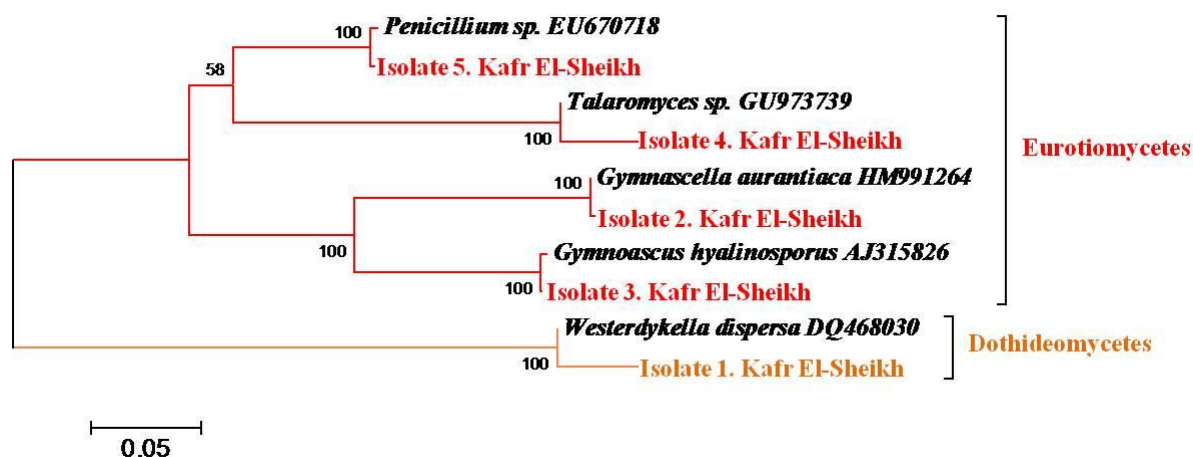 100
Penicillium sp. EU670718
58
Isolate 5. Kafr El-Sheikh
Talaromyces sp. GU973739
100
Isolate 4. Kafr El-Sheikh
Eurotiomycetes
100
Gymnascella aurantiaca HM991264
Isolate 2. Kafr El-Sheikh
100
Gymnoascus hyalinosporus AJ315826
100
Isolate 3. Kafr El-Sheikh
Westerdykella dispersa DQ468030
Dothideomycetes
100
Isolate 1. Kafr El-Sheikh
0.05